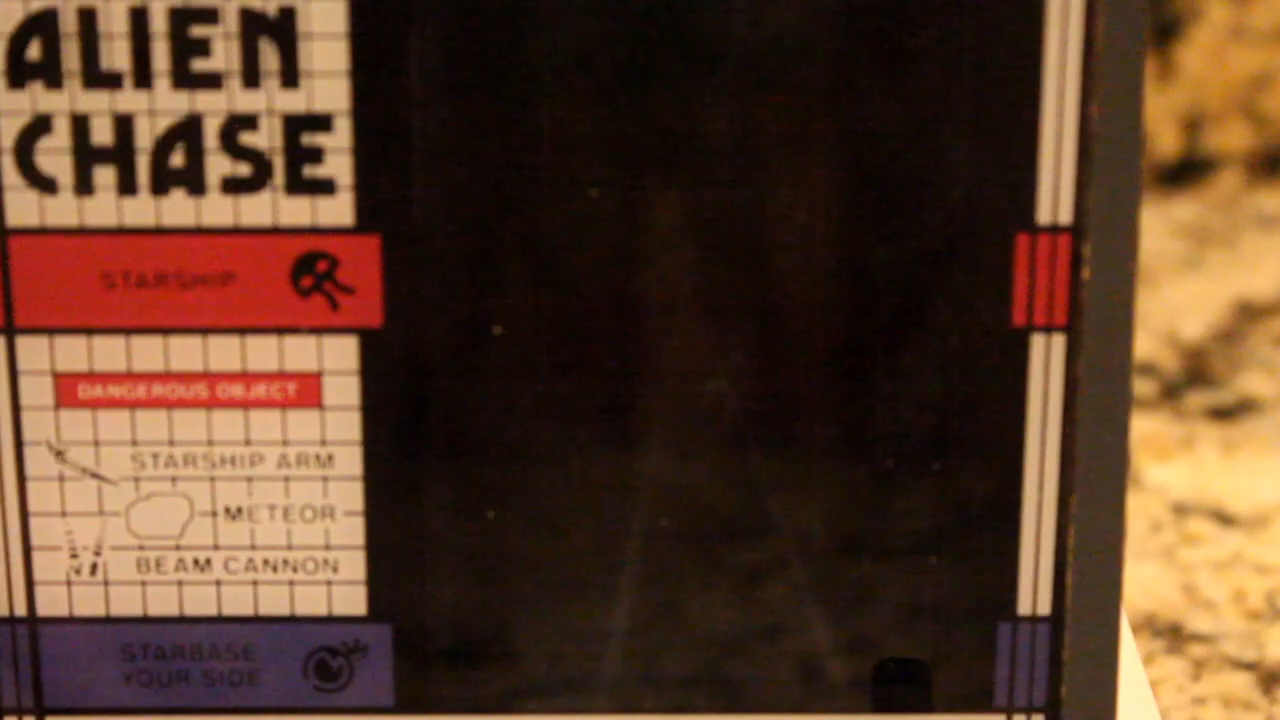 ALIEN
CHASE
STARSHIP
DANGEROUS OBJECT
STARSHIP ARM
METEOR
BEAM CANNON
STARBASE
YOUR SIDE